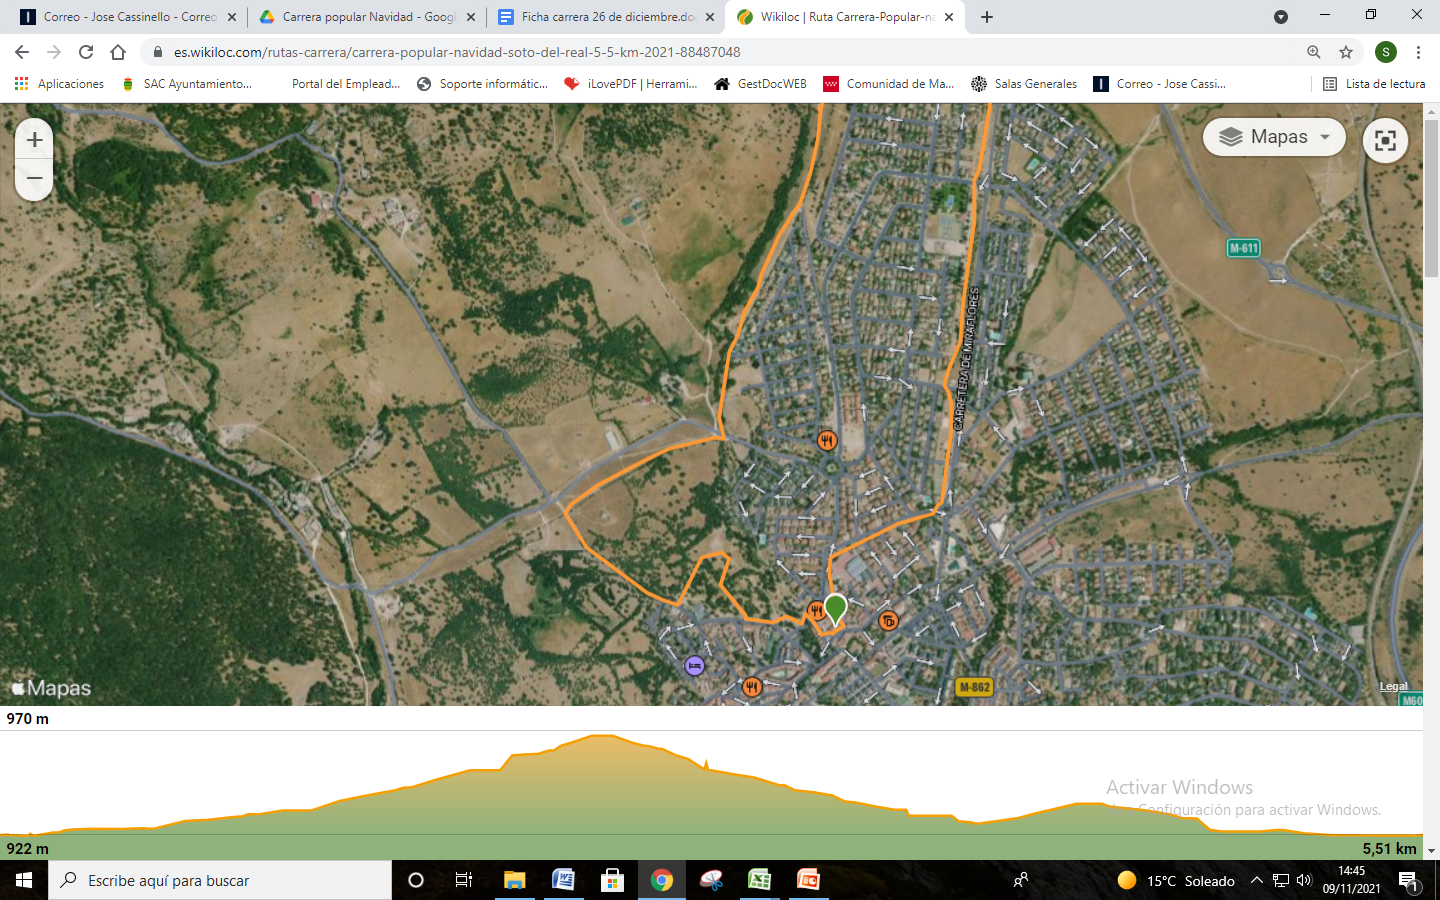 Correo - Jose Cassinello - Correo
Carrera popular Navidad - Googl
Ficha carrera 26 de diciembre.do
Wikiloc | Ruta Carrera-Popular-na
es.wikiloc.com/rutas-carrera/carrera-popular-navidad-soto-del-real-5-5-km-2021-88487048
S
Aplicaciones
SAC Ayuntamiento...
Portal del Emplead...
Soporte informátic...
iLovePDF | Herrami...
GestDocWEB
Comunidad de Ma...
Salas Generales
Correo - Jose Cassi...
Lista de lectura
+
−
Mapas
M-611
CARRETERA DE MIRAFLORES
Mapas
M-862
Legal
M60
970 m
Activar Windows
Configuración para activar Windows.
922 m
5,51 km
Escribe aquí para buscar
15°C Soleado
14:45
09/11/2021
1